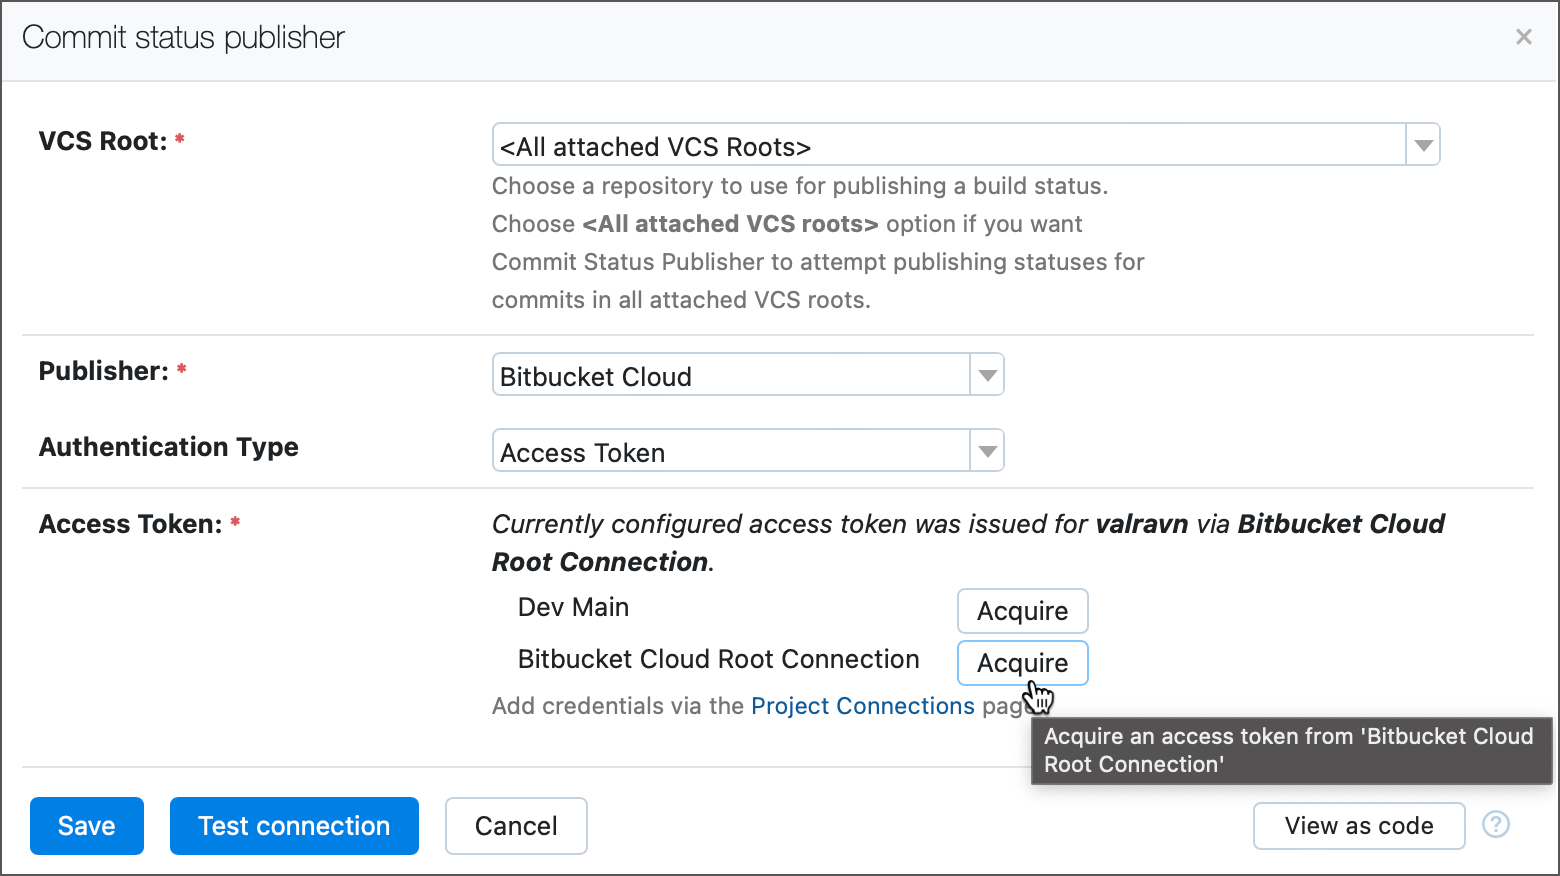 Commit status publisher
×
VCS Root: *
<All attached VCS Roots>
Choose a repository to use for publishing a build status.
Choose <All attached VCS roots> option if you want
Commit Status Publisher to attempt publishing statuses for
commits in all attached VCS roots.
Publisher: *
Bitbucket Cloud
Authentication Type
Access Token
Access Token: *
Currently configured access token was issued for valravn via Bitbucket Cloud
Root Connection.
Dev Main
Acquire
Bitbucket Cloud Root Connection
Acquire
Add credentials via the Project Connections page
Acquire an access token from 'Bitbucket Cloud
Root Connection'
Save
Test connection
Cancel
View as code
?